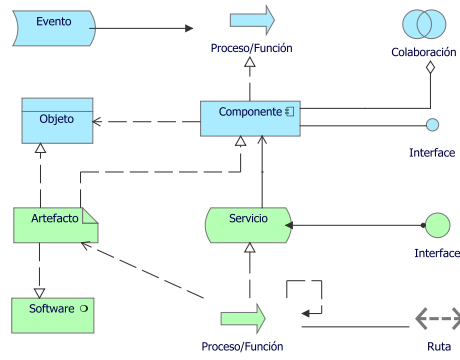 Evento
Proceso/Función
Colaboración
Objeto
Componente
Interface
Artefacto
Servicio
Interface
Software
Proceso/Función
Ruta